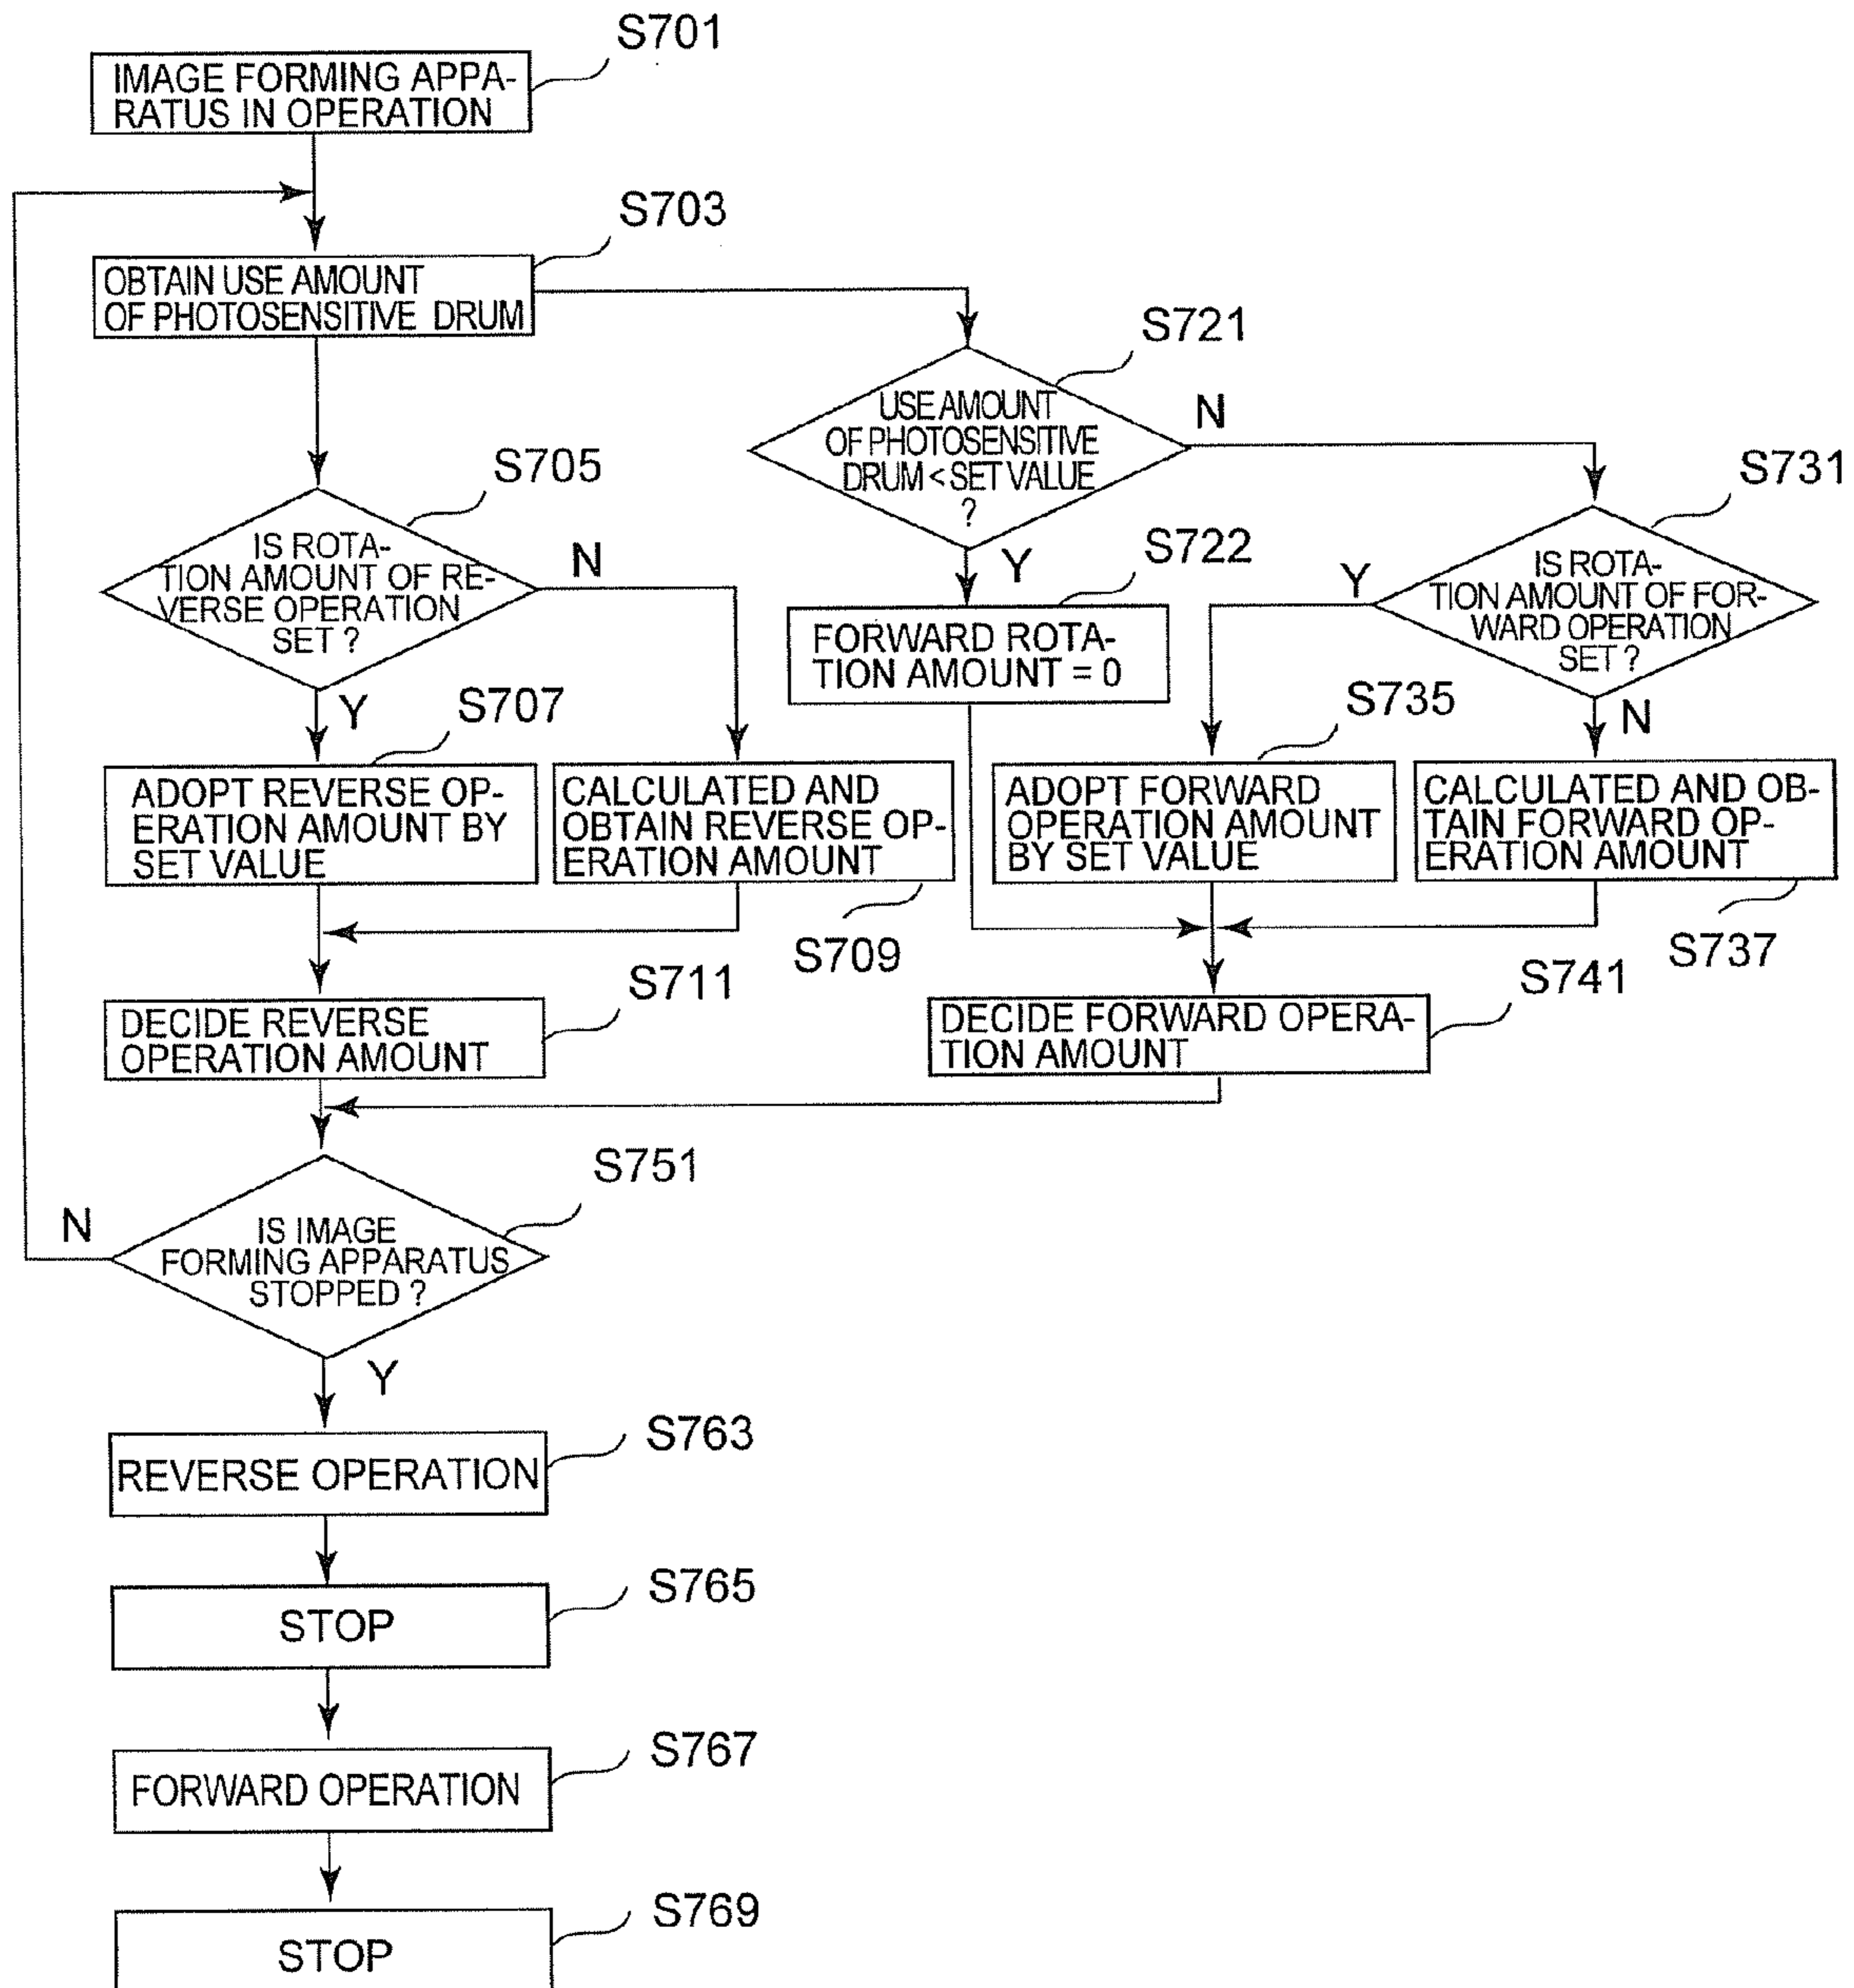 S701
IMAGE FORMING APPA-
RATUS IN OPERATION
S703
OBTAIN USE AMOUNT
OF PHOTOSENSITIVE DRUM
S721
USE AMOUNT
OF PHOTOSENSITIVE
DRUM < SET VALUE
?
N
Y
S705
IS ROTA-
TION AMOUNT OF RE-
VERSE OPERATION
SET ?
N
Y
S722
FORWARD ROTA-
TION AMOUNT = 0
S731
IS ROTA-
TION AMOUNT OF FOR-
WARD OPERATION
SET ?
Y
N
S707
ADOPT REVERSE OP-
ERATION AMOUNT BY
SET VALUE
CALCULATED AND
OBTAIN REVERSE OP-
ERATION AMOUNT
S709
S735
ADOPT FORWARD
OPERATION AMOUNT
BY SET VALUE
CALCULATED AND OB-
TAIN FORWARD OP-
ERATION AMOUNT
S737
S711
DECIDE REVERSE
OPERATION AMOUNT
S741
DECIDE FORWARD OPERA-
TION AMOUNT
S751
IS IMAGE
FORMING APPARATUS
STOPPED ?
N
Y
S763
REVERSE OPERATION
S765
STOP
S767
FORWARD OPERATION
S769
STOP